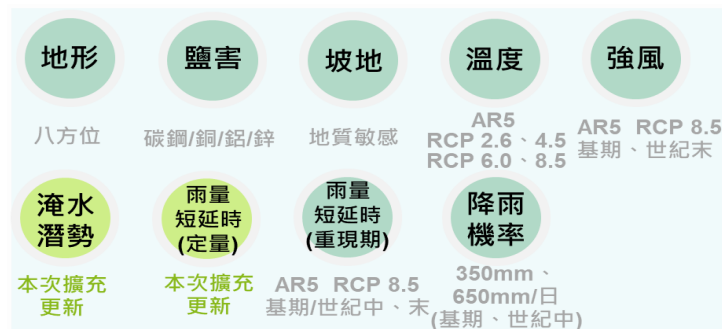 地形
八方位
鹽害
碳鋼/銅/鋁/鋅
坡地
地質敏感
溫度
AR5
RCP 2.6、4.5
RCP 6.0、8.5
強風
AR5 RCP 8.5
基期、世紀末
淹水
潛勢
本次擴充
更新
雨量
短延時
(定量)
本次擴充
更新
雨量
短延時
(重現期)
AR5 RCP 8.5
基期/世紀中、末
降雨
機率
350mm、
650mm/日
(基期、世紀中)